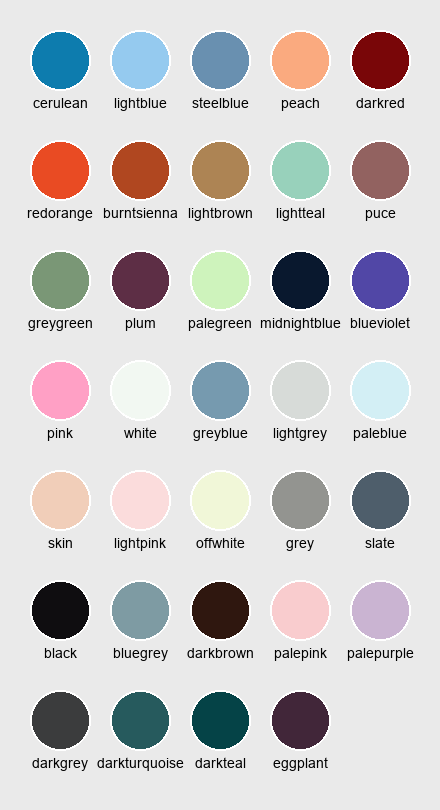 cerulean lightblue steelblue peach darkred
redorange burntsienna lightbrown lightteal puce
greygreen plum palegreen midnightblue blueviolet
pink white greyblue lightgrey paleblue
skin lightpink offwhite grey slate
black bluegrey darkbrown palepink palepurple
darkgrey darkturquoise darkteal eggplant